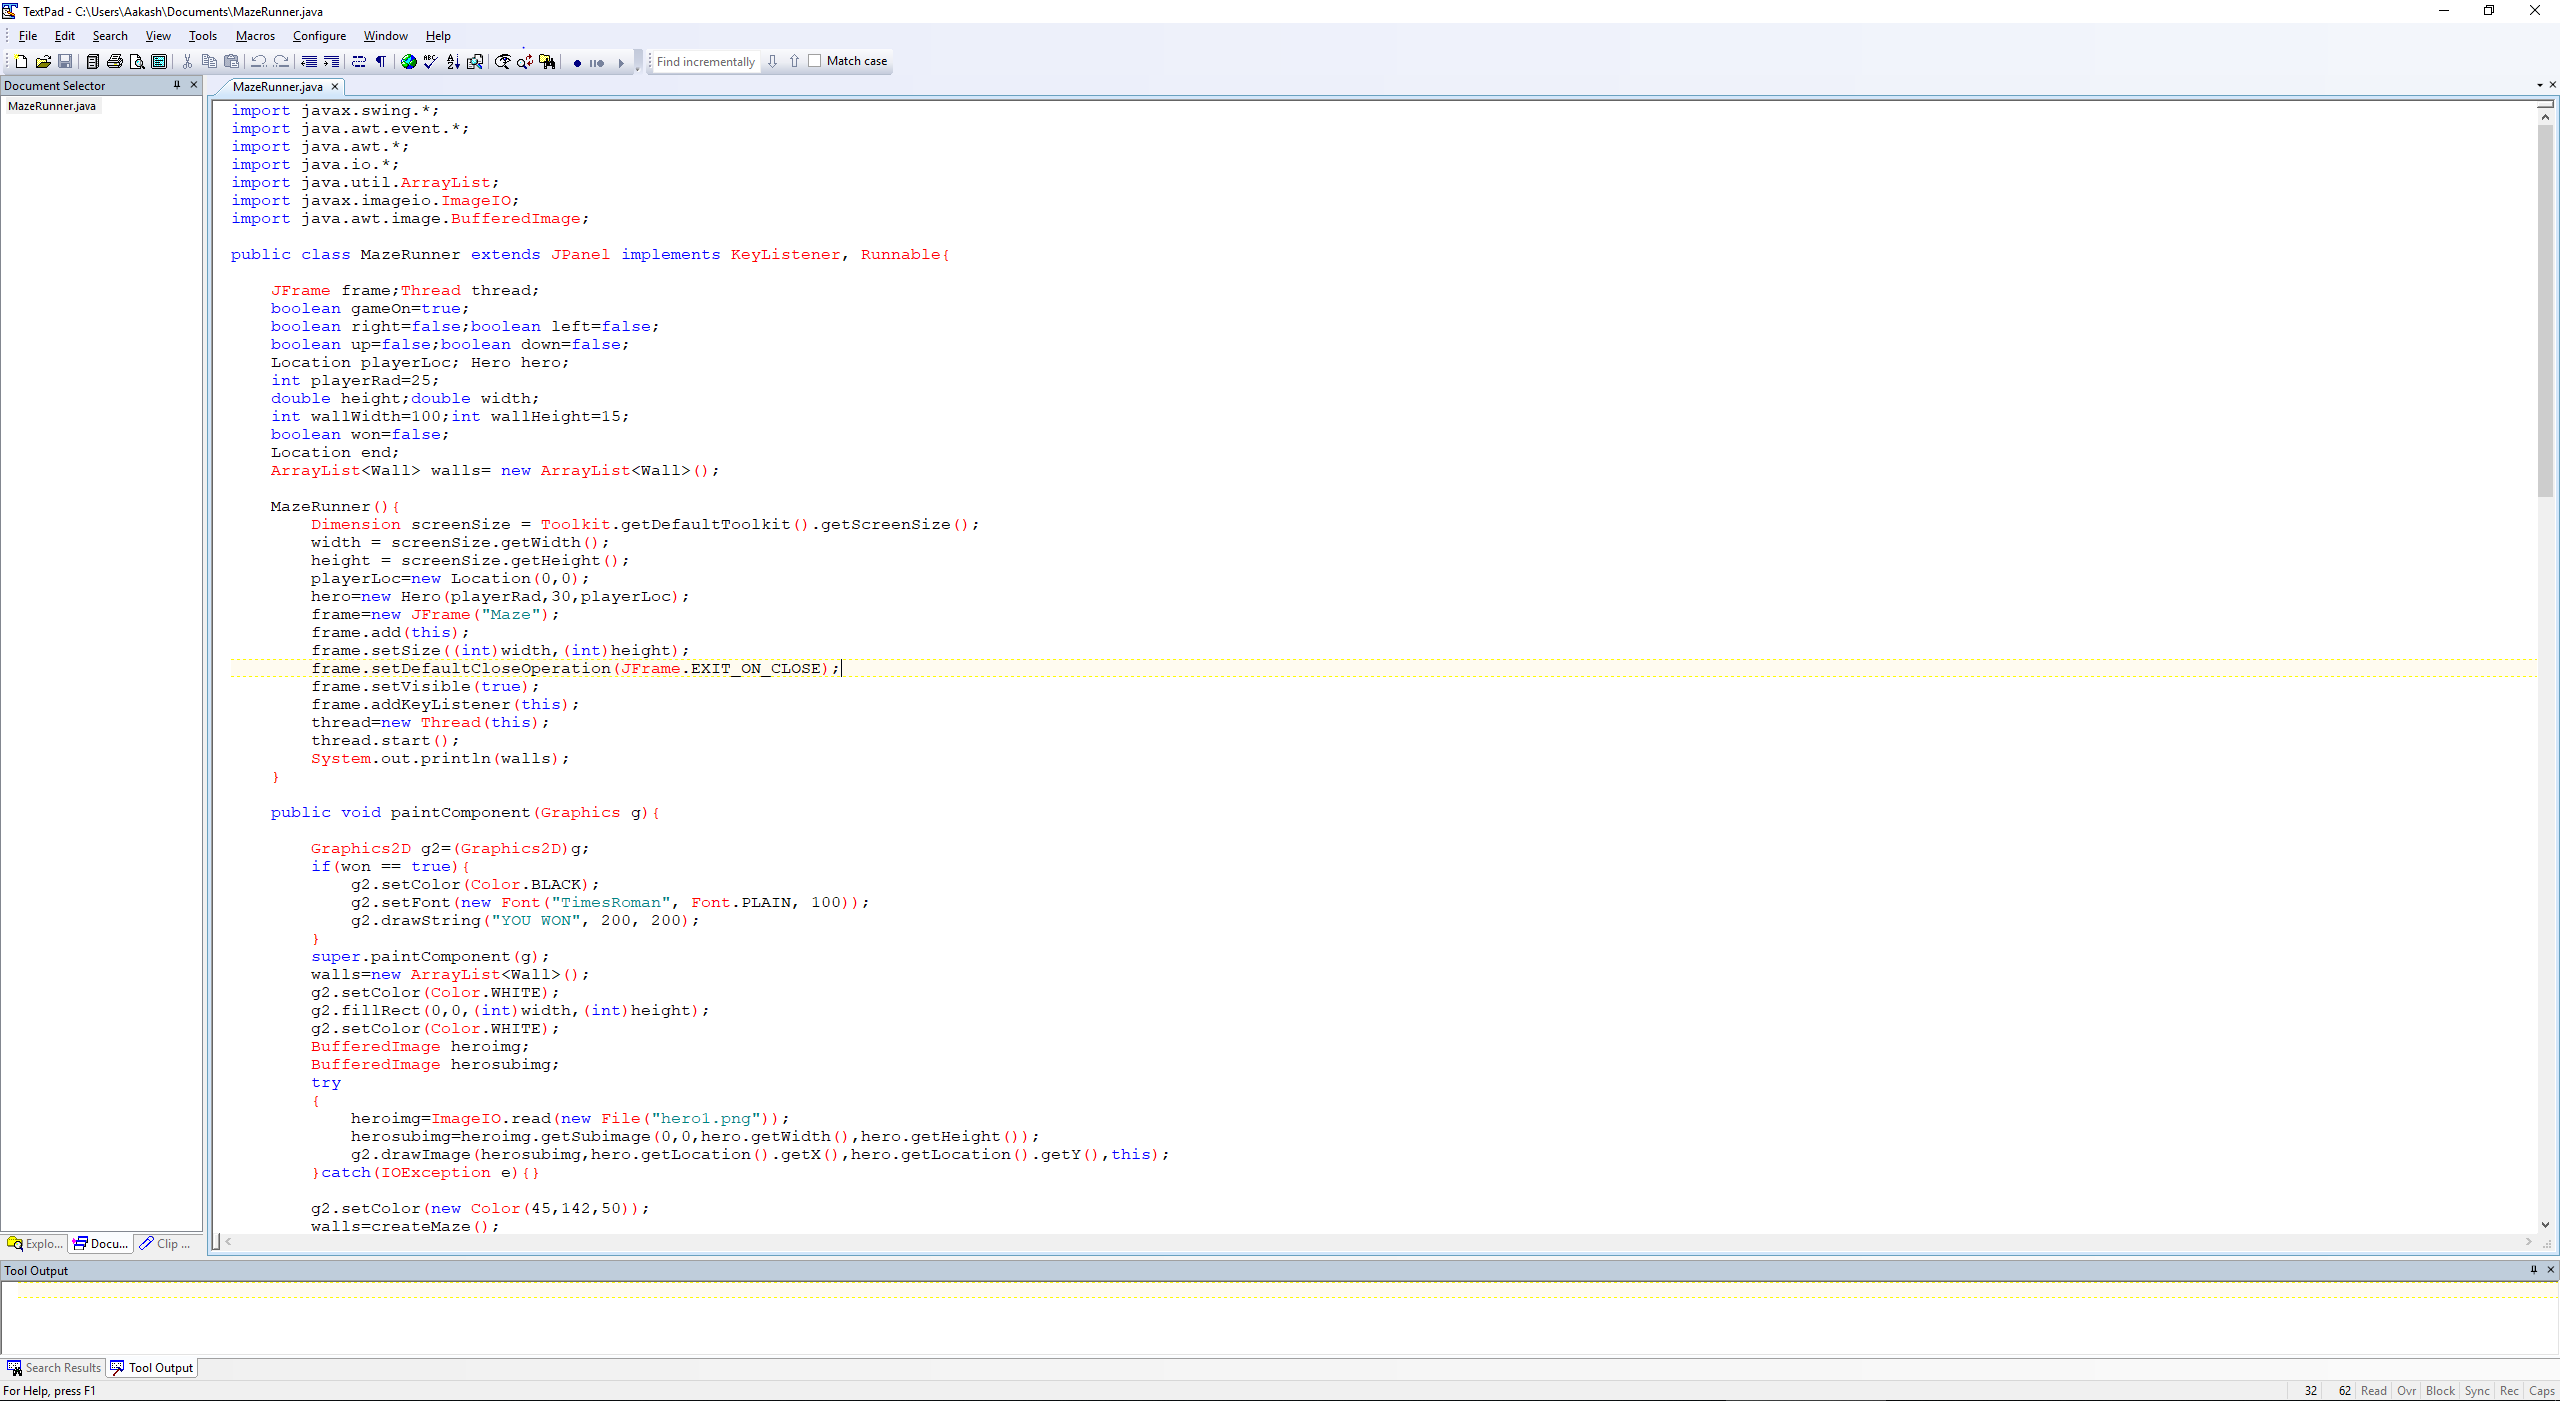 TextPad - C:\Users\Aakash\Documents\MazeRunner.java
File Edit Search View Tools Macros Configure Window Help
Find incrementally Match case
Document Selector
MazeRunner.java
MazeRunner.java
import javax.swing.*;
import java.awt.event.*;
import java.awt.*;
import java.io.*;
import java.util.ArrayList;
import javax.imageio.ImageIO;
import java.awt.image.BufferedImage;
public class MazeRunner extends JPanel implements KeyListener, Runnable{
JFrame frame;Thread thread;
boolean gameOn=true;
boolean right=false;boolean left=false;
boolean up=false;boolean down=false;
Location playerLoc; Hero hero;
int playerRad=25;
double height;double width;
int wallWidth=100;int wallHeight=15;
boolean won=false;
Location end;
ArrayList<Wall> walls= new ArrayList<Wall>();
MazeRunner(){
Dimension screenSize = Toolkit.getDefaultToolkit().getScreenSize();
width = screenSize.getWidth();
height = screenSize.getHeight();
playerLoc=new Location(0,0);
hero=new Hero(playerRad,30,playerLoc);
frame=new JFrame("Maze");
frame.add(this);
frame.setSize((int)width,(int)height);
frame.setDefaultCloseOperation(JFrame.EXIT_ON_CLOSE);
frame.setVisible(true);
frame.addKeyListener(this);
thread=new Thread(this);
thread.start();
System.out.println(walls);
}
public void paintComponent(Graphics g){
Graphics2D g2=(Graphics2D)g;
if(won == true){
g2.setColor(Color.BLACK);
g2.setFont(new Font("TimesRoman", Font.PLAIN, 100));
g2.drawString("YOU WON", 200, 200);
}
super.paintComponent(g);
walls=new ArrayList<Wall>();
g2.setColor(Color.WHITE);
g2.fillRect(0,0,(int)width,(int)height);
g2.setColor(Color.WHITE);
BufferedImage heroimg;
BufferedImage herosubimg;
try
{
heroimg=ImageIO.read(new File("hero1.png"));
herosubimg=heroimg.getSubimage(0,0,hero.getWidth(),hero.getHeight());
g2.drawImage(herosubimg,hero.getLocation().getX(),hero.getLocation().getY(),this);
}catch(IOException e){}
g2.setColor(new Color(45,142,50));
walls=createMaze();
Explo... Docu... Clip ...
Tool Output
Search Results Tool Output
For Help, press F1
32 62 Read Ovr Block Sync Rec Caps